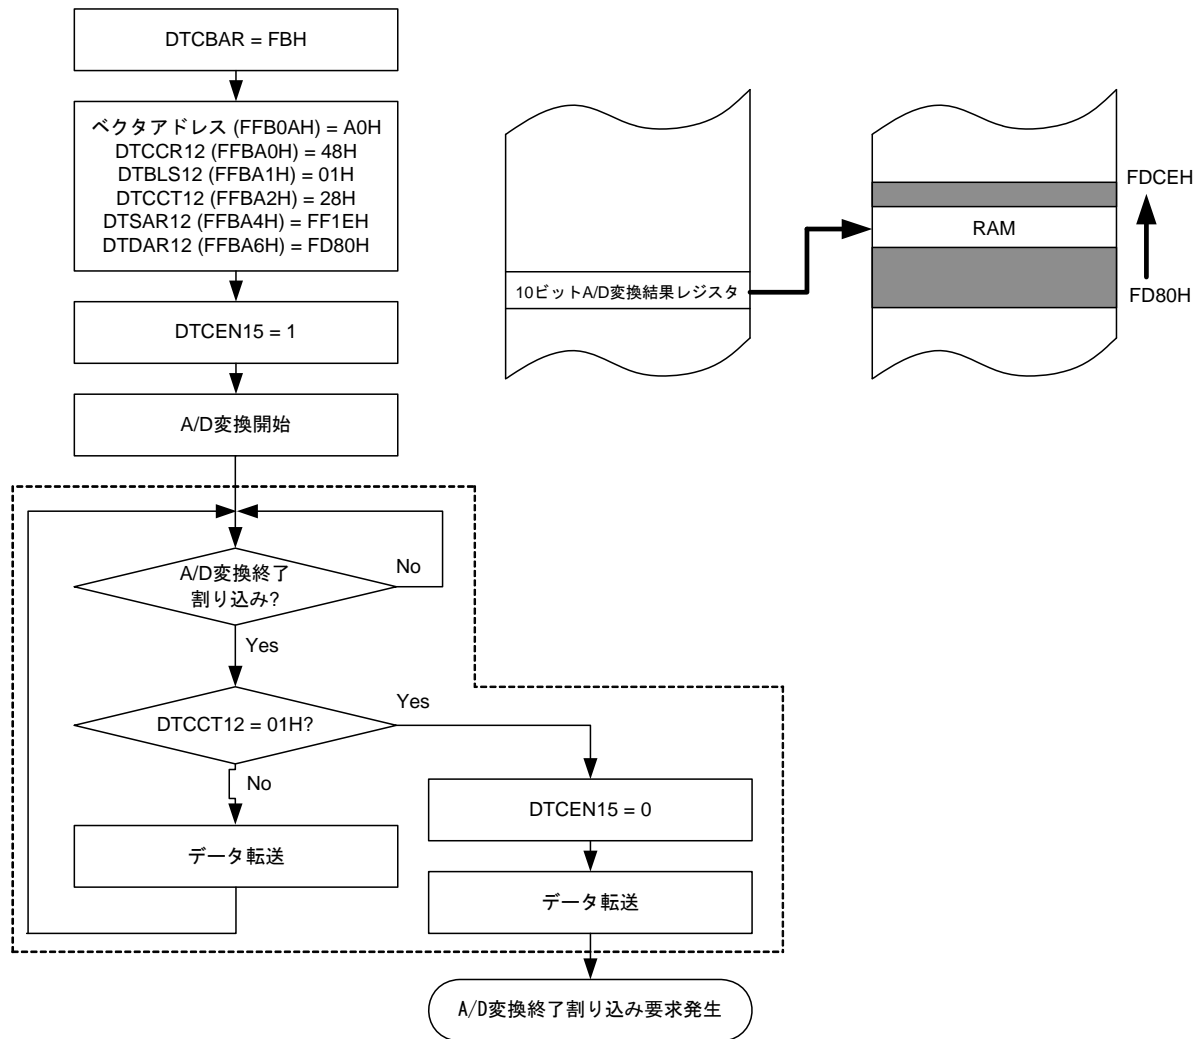 DTCBAR = FBH
ベクタアドレス (FFB0AH) = A0H
DTCCR12 (FFBA0H) = 48H
DTBLS12 (FFBA1H) = 01H
DTCCT12 (FFBA2H) = 28H
DTSAR12 (FFBA4H) = FF1EH
DTDAR12 (FFBA6H) = FD80H
DTCEN15 = 1
A/D変換開始
A/D変換終了
割り込み?
No
Yes
DTCCT12 = 01H?
Yes
No
データ転送
DTCEN15 = 0
データ転送
A/D変換終了割り込み要求発生
10ビットA/D変換結果レジスタ
RAM
FDCEH
FD80H